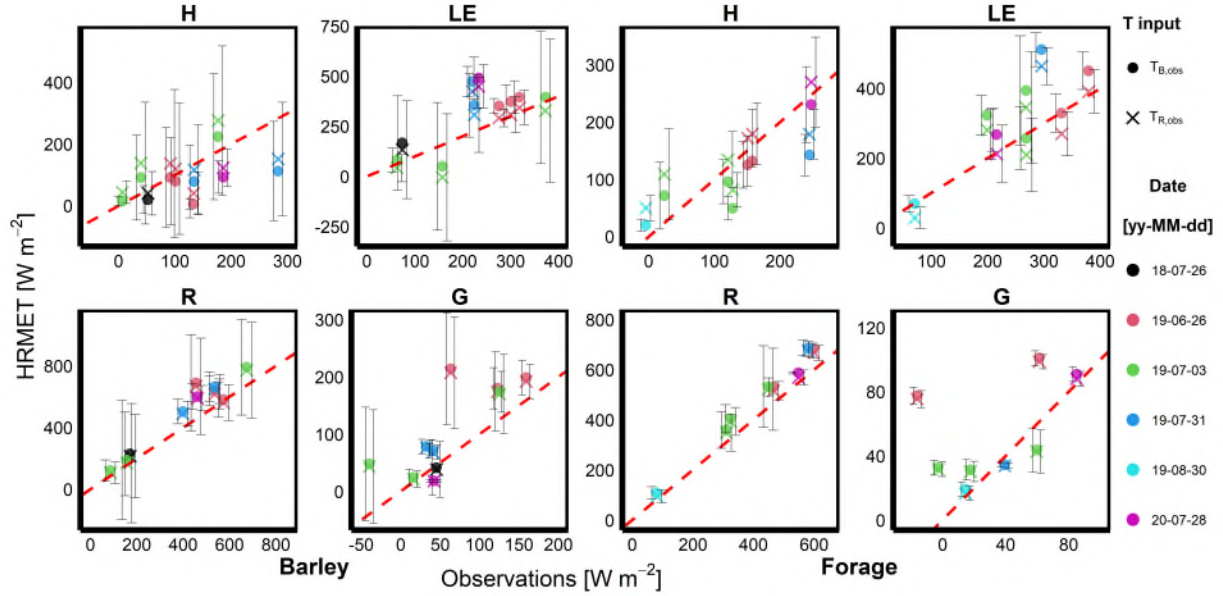 H LE H LE
T input
T_B,obs
T_R,obs
Date
[yy-MM-dd]
18-07-26
19-06-26
19-07-03
19-07-31
19-08-30
20-07-28
HRMET [W m⁻²]
400
200
0
0 100 200 300
750
500
250
0
-250
0 100 200 300 400
300
200
100
0
0 100 200
400
200
0
100 200 300 400
R G R G
800
400
0
0 200 400 600 800
300
200
100
0
-50 0 50 100 150 200
800
600
400
200
0
0 200 400 600
120
80
40
0
0 40 80
Barley Observations [W m⁻²] Forage